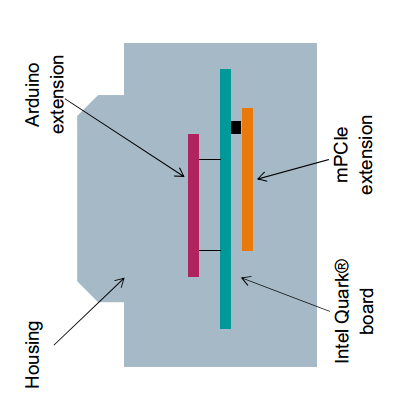 Arduino
extension
mPCIe
extension
Housing
Intel Quark®
board